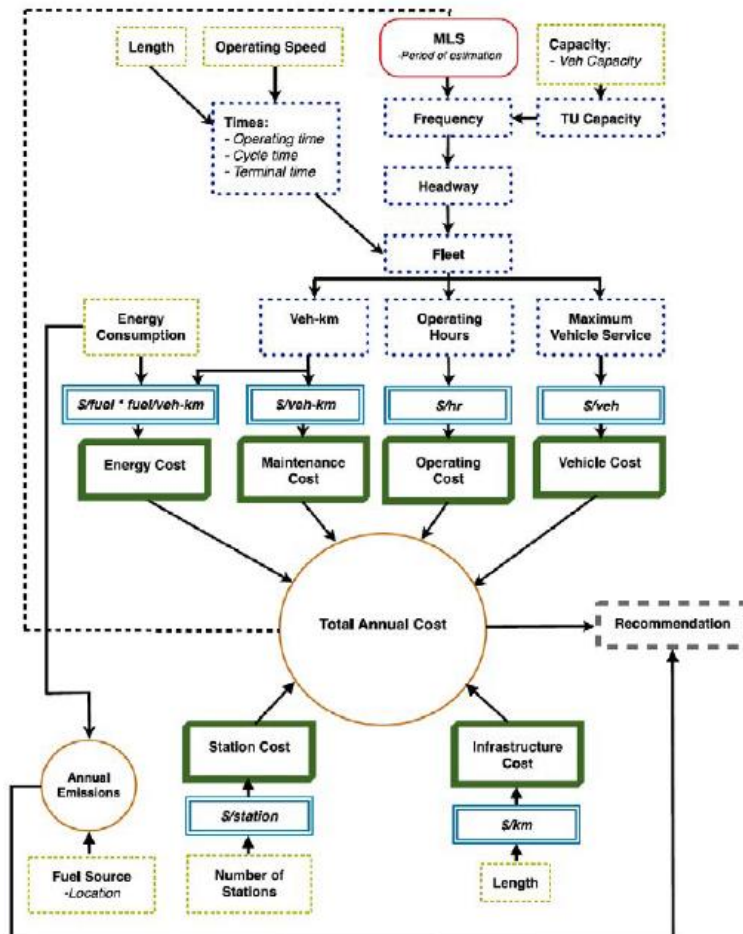 Length
Operating Speed
MLS
-Period of estimation
Capacity:
- Veh Capacity
Times:
- Operating time
- Cycle time
- Terminal time
Frequency
TU Capacity
Headway
Fleet
Energy
Consumption
Veh-km
Operating
Hours
Maximum
Vehicle Service
$/fuel * fuel/veh-km
$/veh-km
$/hr
$/veh
Energy Cost
Maintenance
Cost
Operating
Cost
Vehicle Cost
Total Annual Cost
Recommendation
Station Cost
Infrastructure
Cost
Annual
Emissions
$/station
$/km
Fuel Source
-Location
Number of
Stations
Length